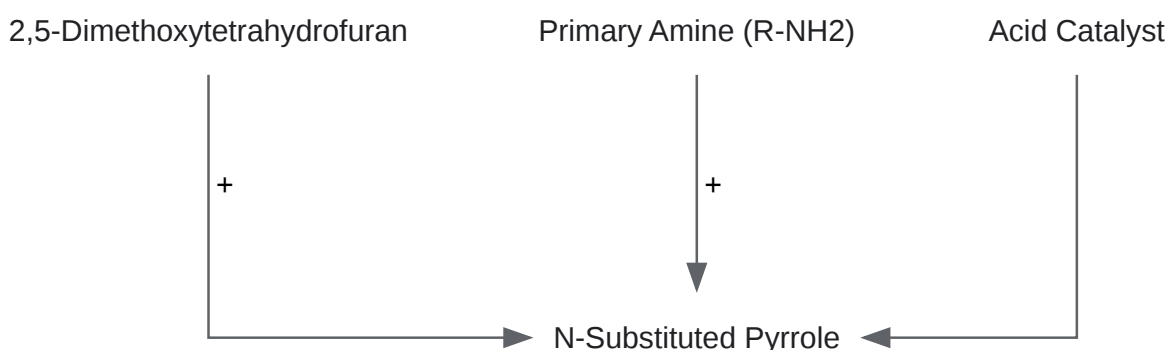 2,5-Dimethoxytetrahydrofuran Primary Amine (R-NH2) Acid Catalyst
+ +
N-Substituted Pyrrole